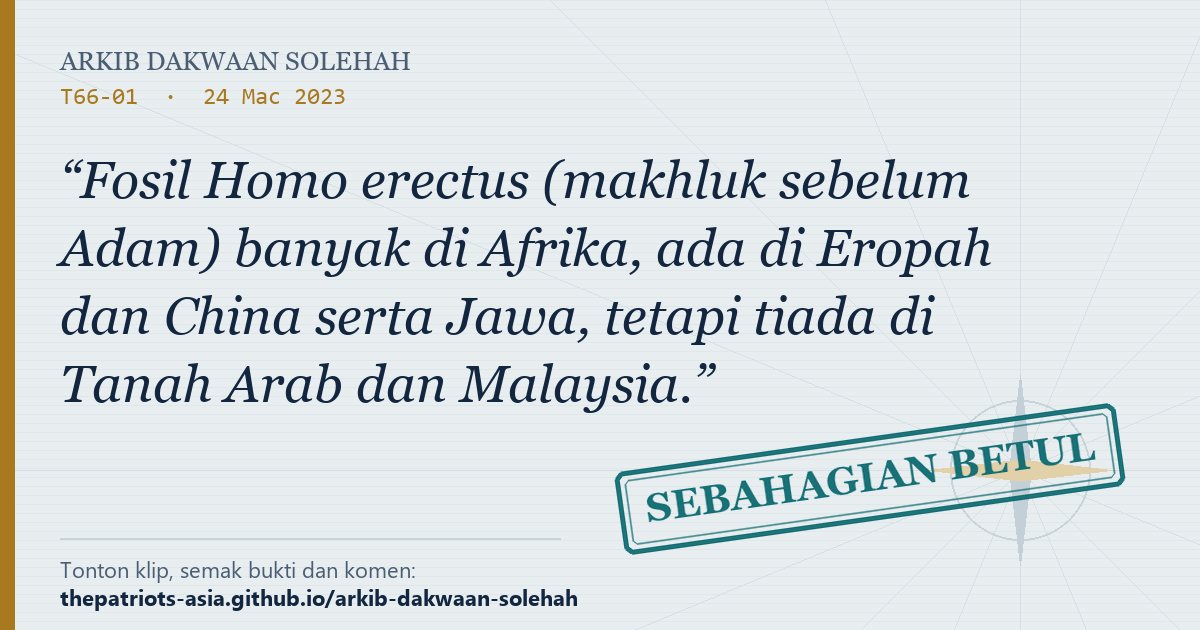 ARKIB DAKWAAN SOLEHAH
T66-01 · 24 Mac 2023
“Fosil Homo erectus (makhluk sebelum
Adam) banyak di Afrika, ada di Eropah
dan China serta Jawa, tetapi tiada di
Tanah Arab dan Malaysia.”
SEBAHAGIAN BETUL
Tonton klip, semak bukti dan komen:
thepatriots-asia.github.io/arkib-dakwaan-solehah